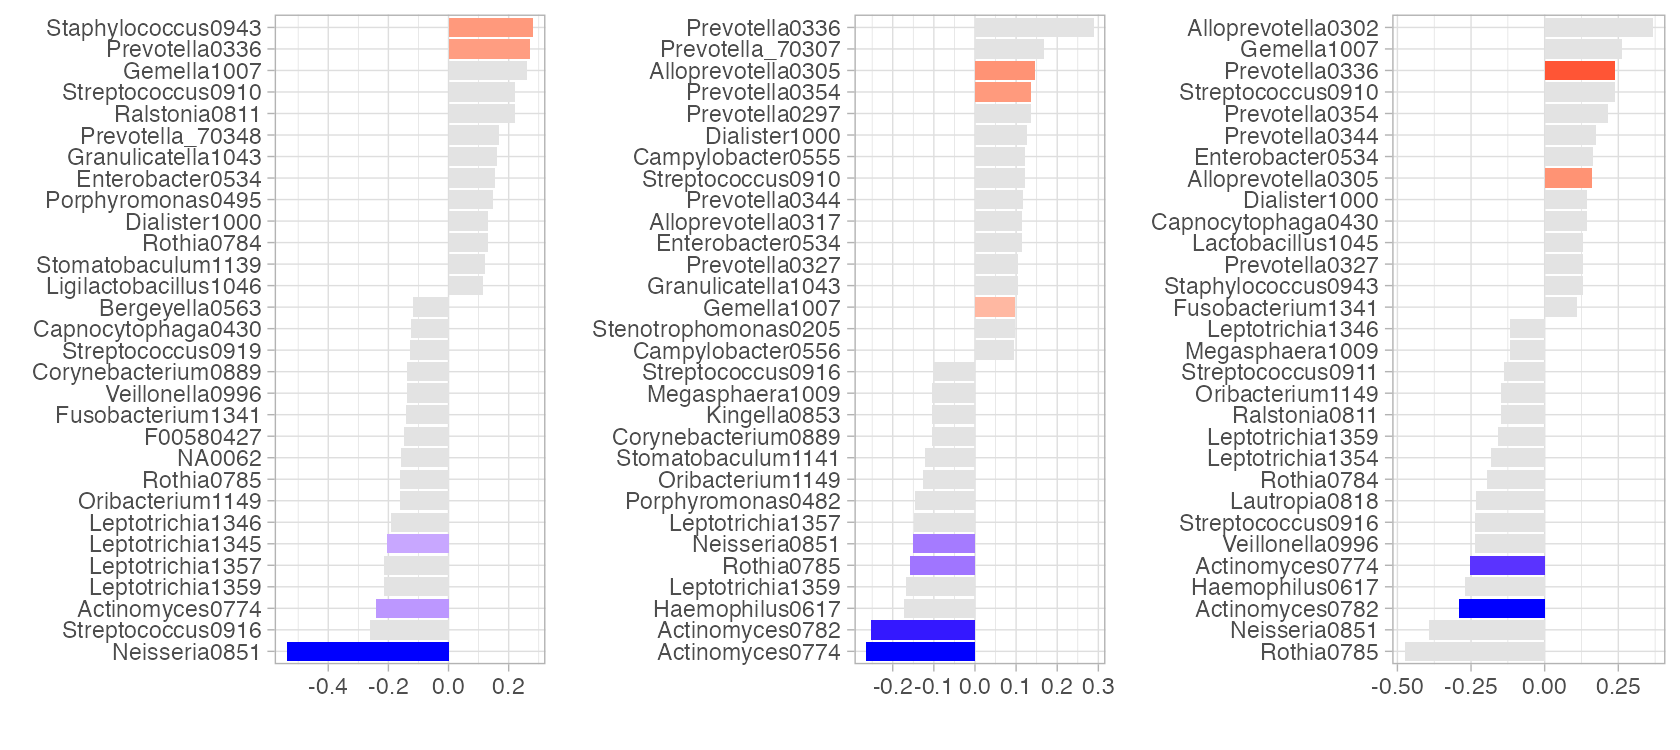 Staphylococcus0943
Prevotella0336
Gemella1007
Streptococcus0910
Ralstonia0811
Prevotella_70348
Granulicatella1043
Enterobacter0534
Porphyromonas0495
Dialister1000
Rothia0784
Stomatobaculum1139
Ligilactobacillus1046
Bergeyella0563
Capnocytophaga0430
Streptococcus0919
Corynebacterium0889
Veillonella0996
Fusobacterium1341
F00580427
NA0062
Rothia0785
Oribacterium1149
Leptotrichia1346
Leptotrichia1345
Leptotrichia1357
Leptotrichia1359
Actinomyces0774
Streptococcus0916
Neisseria0851
-0.4 -0.2 0.0 0.2
Prevotella0336
Prevotella_70307
Alloprevotella0305
Prevotella0354
Prevotella0297
Dialister1000
Campylobacter0555
Streptococcus0910
Prevotella0344
Alloprevotella0317
Enterobacter0534
Prevotella0327
Granulicatella1043
Gemella1007
Stenotrophomonas0205
Campylobacter0556
Streptococcus0916
Megasphaera1009
Kingella0853
Corynebacterium0889
Stomatobaculum1141
Oribacterium1149
Porphyromonas0482
Leptotrichia1357
Neisseria0851
Rothia0785
Leptotrichia1359
Haemophilus0617
Actinomyces0782
Actinomyces0774
-0.2 -0.1 0.0 0.1 0.2 0.3
Alloprevotella0302
Gemella1007
Prevotella0336
Streptococcus0910
Prevotella0354
Prevotella0344
Enterobacter0534
Alloprevotella0305
Dialister1000
Capnocytophaga0430
Lactobacillus1045
Prevotella0327
Staphylococcus0943
Fusobacterium1341
Leptotrichia1346
Megasphaera1009
Streptococcus0911
Oribacterium1149
Ralstonia0811
Leptotrichia1359
Leptotrichia1354
Rothia0784
Lautropia0818
Streptococcus0916
Veillonella0996
Actinomyces0774
Haemophilus0617
Actinomyces0782
Neisseria0851
Rothia0785
-0.50 -0.25 0.00 0.25